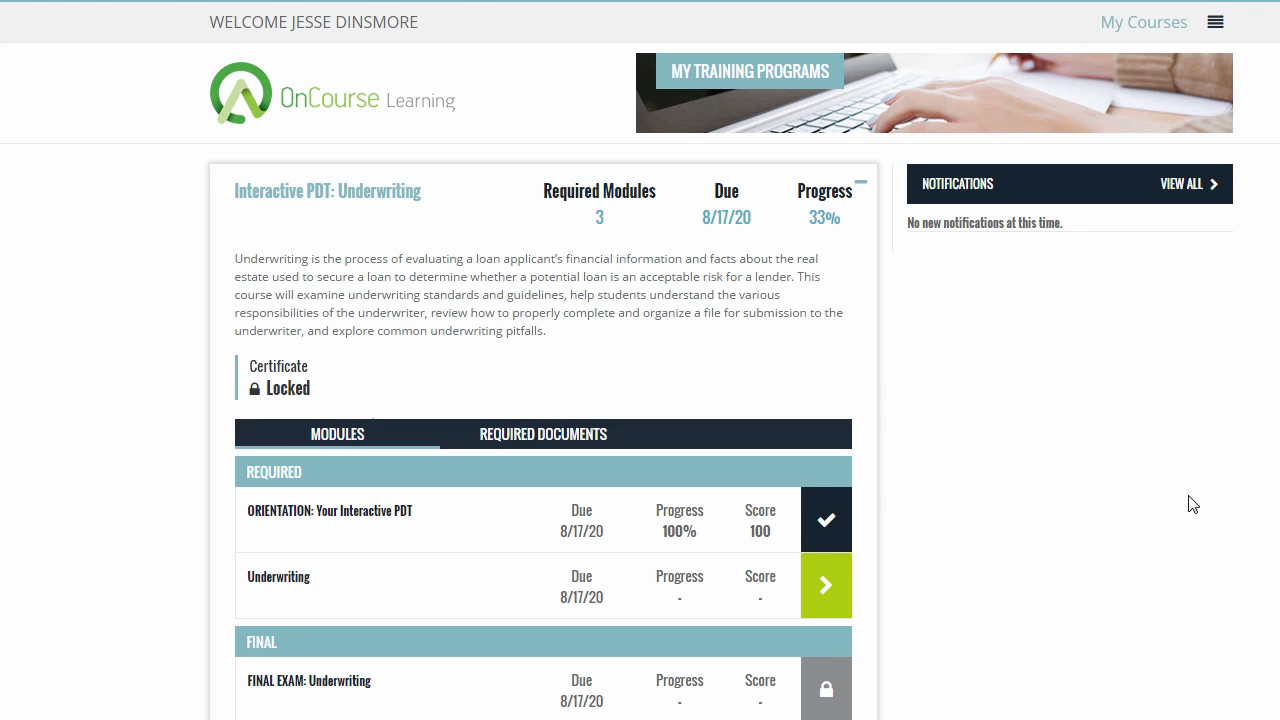 WELCOME JESSE DINSMORE
My Courses
OnCourse Learning
MY TRAINING PROGRAMS
Interactive PDT: Underwriting
Required Modules
3
Due
8/17/20
Progress
33%
NOTIFICATIONS
VIEW ALL
No new notifications at this time.
Underwriting is the process of evaluating a loan applicant's financial information and facts about the real
estate used to secure a loan to determine whether a potential loan is an acceptable risk for a lender. This
course will examine underwriting standards and guidelines, help students understand the various
responsibilities of the underwriter, review how to properly complete and organize a file for submission to the
underwriter, and explore common underwriting pitfalls.
Certificate
Locked
MODULES
REQUIRED DOCUMENTS
REQUIRED
ORIENTATION: Your Interactive PDT
Due
8/17/20
Progress
100%
Score
100
Underwriting
Due
8/17/20
Progress
-
Score
-
FINAL
FINAL EXAM: Underwriting
Due
8/17/20
Progress
-
Score
-